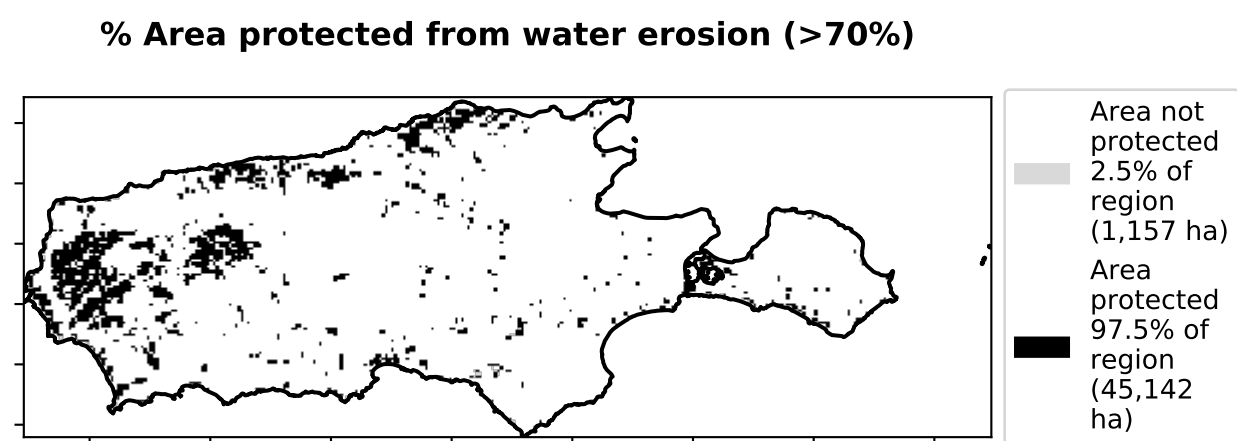 % Area protected from water erosion (>70%)
Area not
protected
2.5% of
region
(1,157 ha)
Area
protected
97.5% of
region
(45,142
ha)